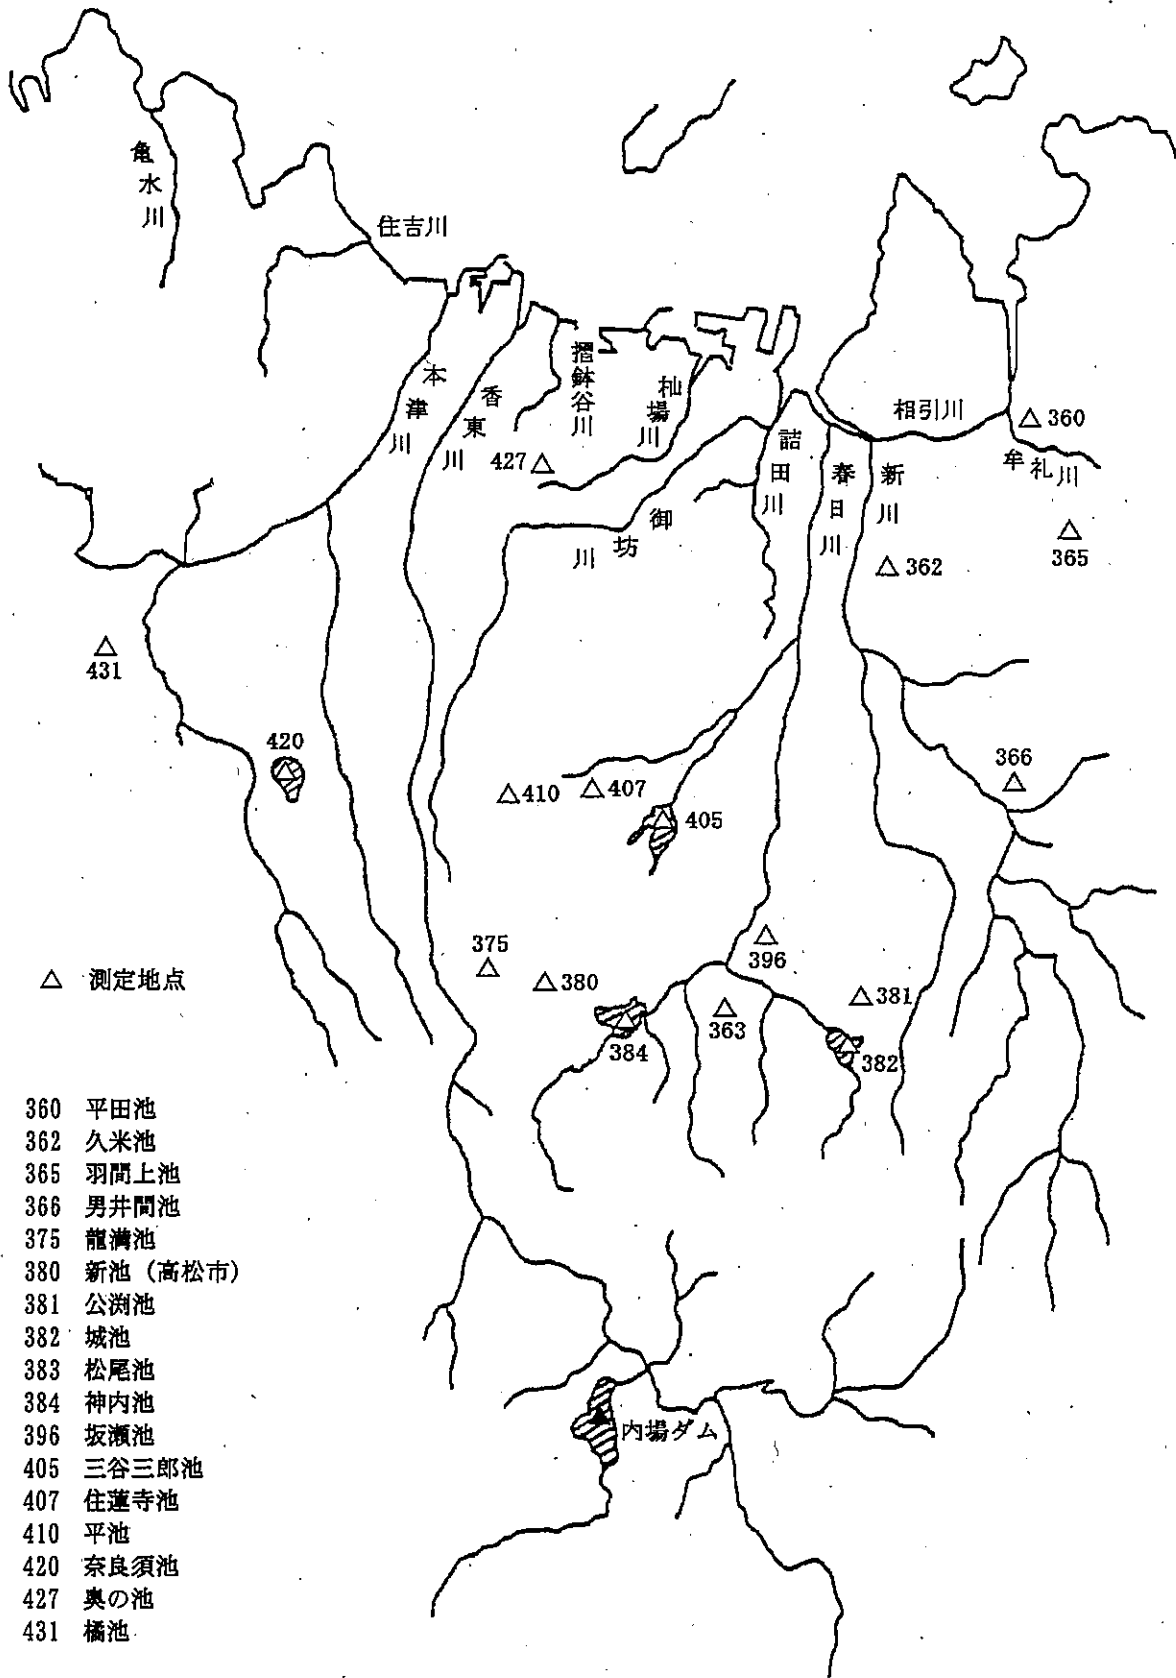 亀水川
住吉川
本津川
香東川
摺鉢谷川
杣場川
御坊川
詰田川
春日川
新川
相引川
牟礼川
360
427
362
365
431
420
366
410
407
405
375
380
396
381
363
384
382
内場ダム
△ 測定地点
360 平田池
362 久米池
365 羽間上池
366 男井間池
375 龍満池
380 新池(高松市)
381 公渕池
382 城池
383 松尾池
384 神内池
396 坂瀬池
405 三谷三郎池
407 住蓮寺池
410 平池
420 奈良須池
427 奥の池
431 橘池